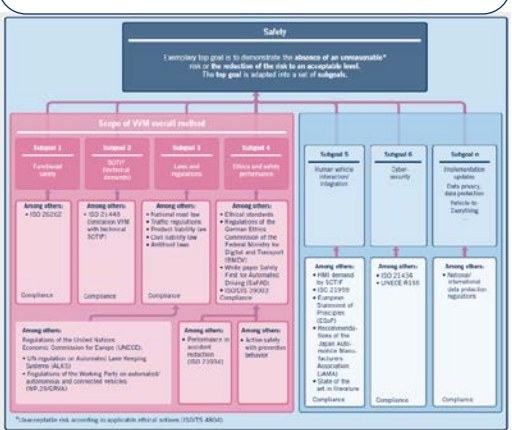 Safety
Exemplary top goal is to demonstrate the absence of an unreasonable*
risk or the reduction of the risk to an acceptable level.
The top goal is adapted into a set of subgoals.
Scope of VVM overall method
Subgoal 1
Functional
safety
Subgoal 2
SOTIF
(technical
demands)
Subgoal 3
Laws and
regulations
Subgoal 4
Ethics and safety
performance
Subgoal 5
Human vehicle
interaction/
integration
Subgoal 6
Cyber-
security
Subgoal n
Implementation
updates
Data privacy,
data protection
Vehicle-to-
Everything
...
Among others:
• ISO 26262
Compliance
Among others:
• ISO 21448
(limitation VVM
with technical
SOTIF)
Compliance
Among others:
• National road law
• Traffic regulations
• Product liability law
• Civil liability law
• Antitrust laws
Among others:
• Ethical standards
• Regulations of the
German Ethics
Commission of the
Federal Ministry for
Digital and Transport
(BMDV)
• White paper Safety
First for Automated
Driving (SaFAD)
• ISO/TS 39003
Compliance
Among others:
• HMI demand
by SOTIF
• ISO 21959
• European
Statement of
Principles
(ESoP)
• Recommenda-
tions of the
Japan Auto-
mobile Manu-
facturers
Association
(JAMA)
• State of the
art in literature
Compliance
Among others:
• ISO 21434
• UNECE R155
Compliance
Among others:
• National/
international
data protection
regulations
Compliance
Among others:
Regulations of the United Nations
Economic Commission for Europe (UNECE):
• UN regulation on Automated Lane Keeping
Systems (ALKS)
• Regulations of the Working Party on automated/
autonomous and connected vehicles
(WP.29/GRVA)
Among others:
• Performance in
accident
reduction
(ISO 23934)
Among others:
• Active safety
with prevention
behavior
*Unacceptable risk according to applicable ethical notions (ISO/TS 4804)